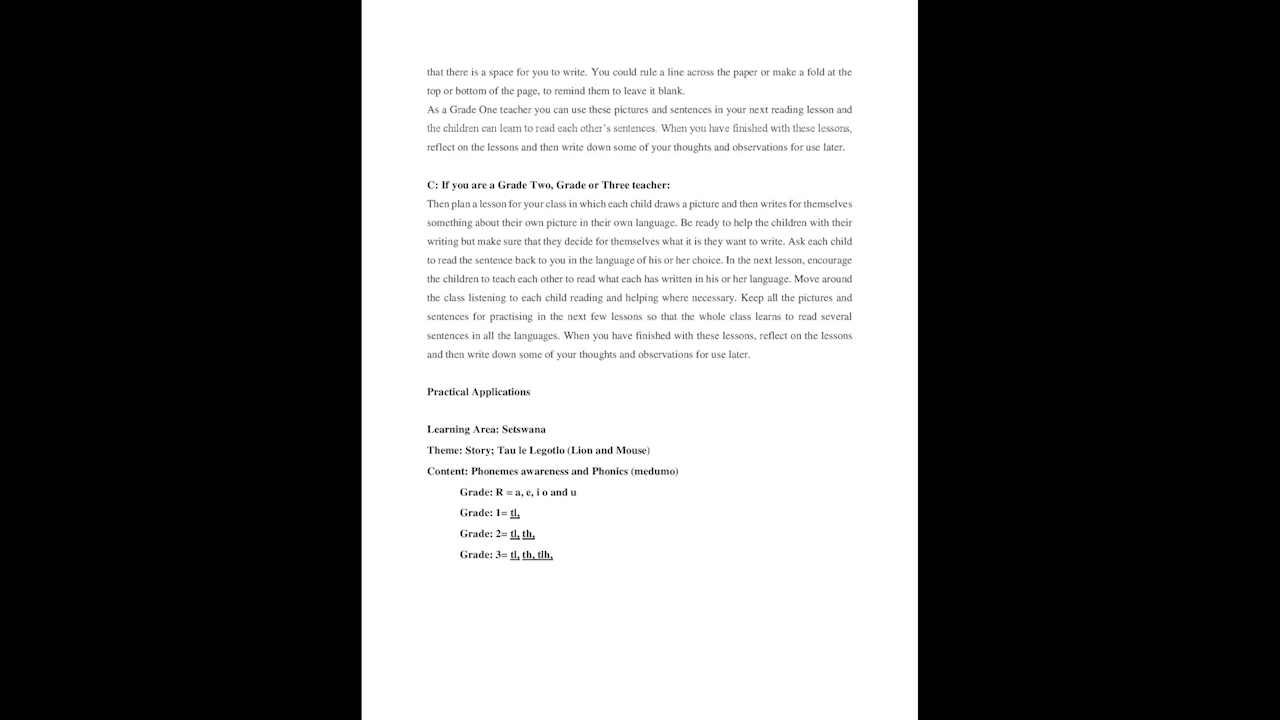 that there is a space for you to write. You could rule a line across the paper or make a fold at the
top or bottom of the page, to remind them to leave it blank.
As a Grade One teacher you can use these pictures and sentences in your next reading lesson and
the children can learn to read each other's sentences. When you have finished with these lessons,
reflect on the lessons and then write down some of your thoughts and observations for use later.
C: If you are a Grade Two, Grade or Three teacher:
Then plan a lesson for your class in which each child draws a picture and then writes for themselves
something about their own picture in their own language. Be ready to help the children with their
writing but make sure that they decide for themselves what it is they want to write. Ask each child
to read the sentence back to you in the language of his or her choice. In the next lesson, encourage
the children to teach each other to read what each has written in his or her language. Move around
the class listening to each child reading and helping where necessary. Keep all the pictures and
sentences for practising in the next few lessons so that the whole class learns to read several
sentences in all the languages. When you have finished with these lessons, reflect on the lessons
and then write down some of your thoughts and observations for use later.
Practical Applications
Learning Area: Setswana
Theme: Story; Tau le Legotlo (Lion and Mouse)
Content: Phonemes awareness and Phonics (medumo)
Grade: R = a, e, i o and u
Grade: 1= tl,
Grade: 2= tl, th,
Grade: 3= tl, th, tlh,